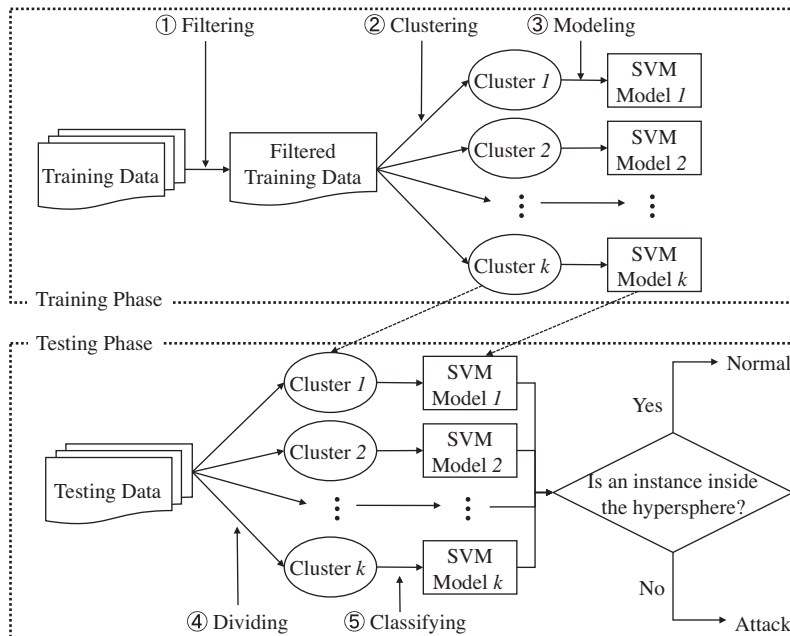 ① Filtering
② Clustering
③ Modeling
Training Data
Filtered
Training Data
Cluster 1
SVM
Model 1
Cluster 2
SVM
Model 2
Cluster k
SVM
Model k
Training Phase
Testing Phase
Testing Data
Cluster 1
SVM
Model 1
Cluster 2
SVM
Model 2
Cluster k
SVM
Model k
④ Dividing
⑤ Classifying
Is an instance inside
the hypersphere?
Yes
Normal
No
Attack